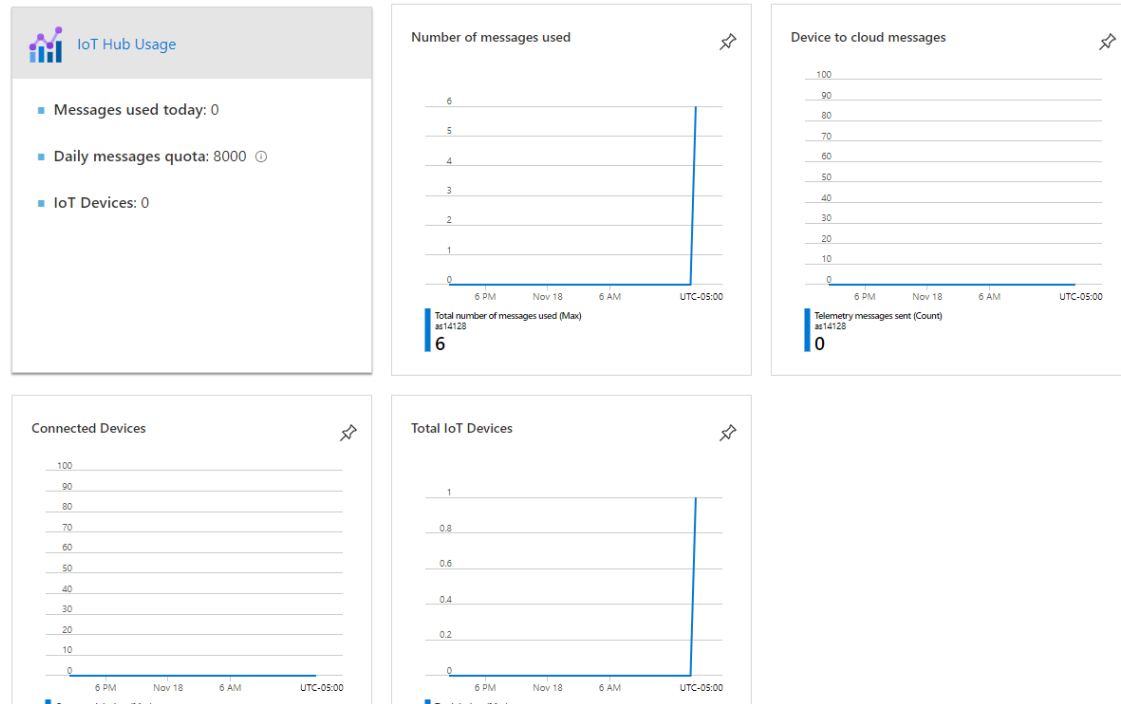 IoT Hub Usage
Messages used today: 0
Daily messages quota: 8000
IoT Devices: 0
Number of messages used
6
5
4
3
2
1
0
6 PM Nov 18 6 AM UTC-05:00
Total number of messages used (Max)
as14128
6
Device to cloud messages
100
90
80
70
60
50
40
30
20
10
0
6 PM Nov 18 6 AM UTC-05:00
Telemetry messages sent (Count)
as14128
0
Connected Devices
100
90
80
70
60
50
40
30
20
10
0
6 PM Nov 18 6 AM UTC-05:00
Total IoT Devices
1
0.8
0.6
0.4
0.2
0
6 PM Nov 18 6 AM UTC-05:00